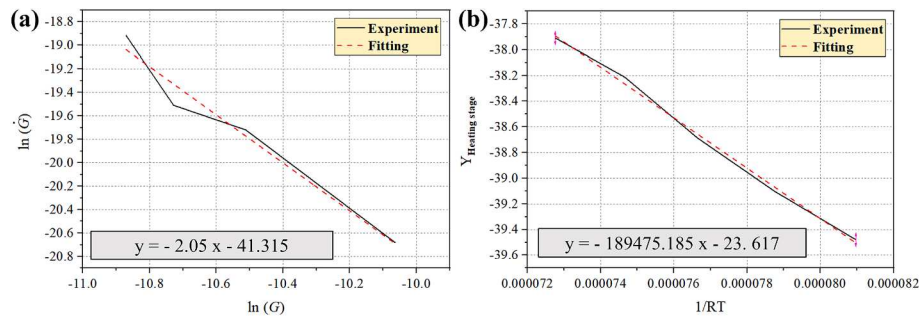 (a)
Experiment
Fitting
-18.8
-19.0
-19.2
-19.4
-19.6
-19.8
-20.0
-20.2
-20.4
-20.6
-20.8
ln (Ġ)
y = - 2.05 x - 41.315
-11.0 -10.8 -10.6 -10.4 -10.2 -10.0
ln (G)
(b)
Experiment
Fitting
-37.8
-38.0
-38.2
-38.4
-38.6
-38.8
-39.0
-39.2
-39.4
-39.6
Y Heating stage
y = - 189475.185 x - 23. 617
0.000072 0.000074 0.000076 0.000078 0.000080 0.000082
1/RT